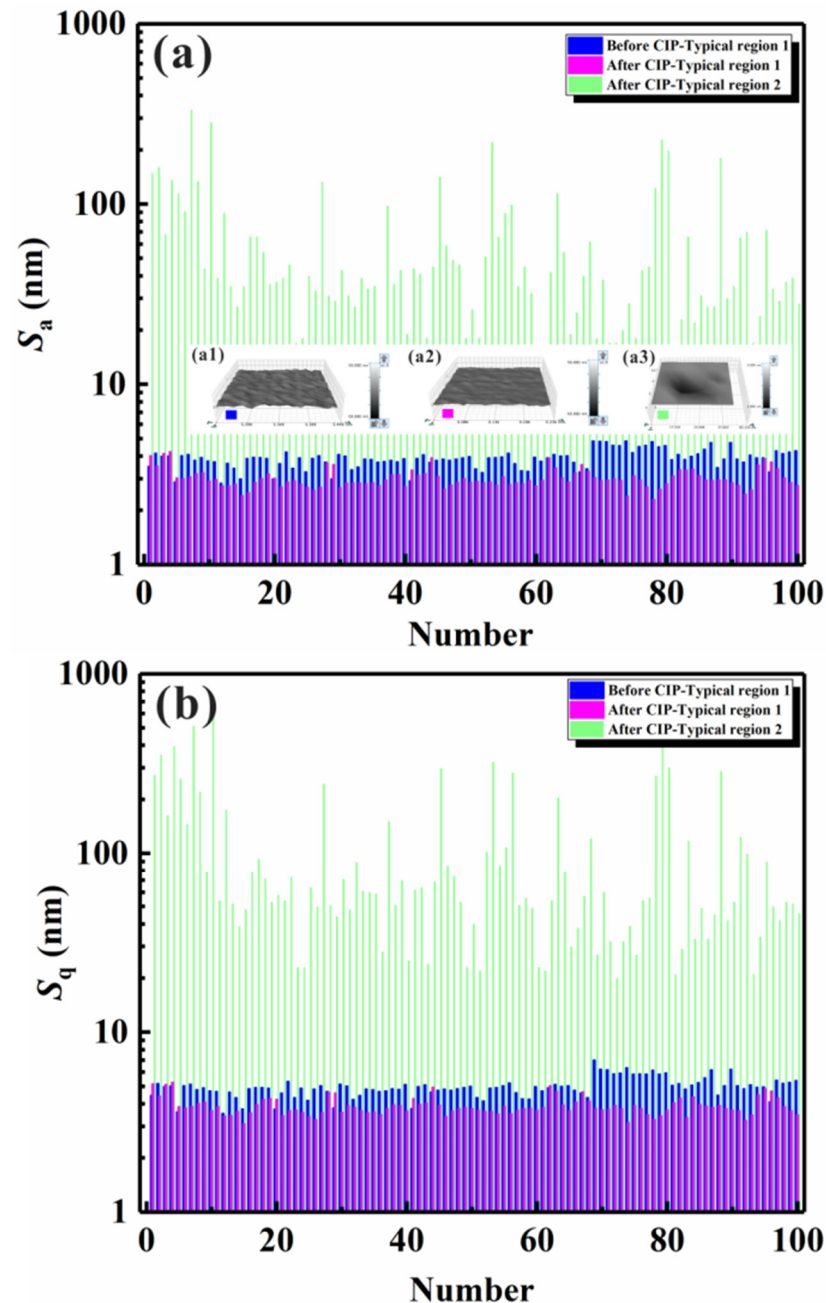 1000
(a)
Before CIP-Typical region 1
After CIP-Typical region 1
After CIP-Typical region 2
100
Sa (nm)
(a1)
(a2)
(a3)
10
1
0
20
40
60
80
100
Number
1000
(b)
Before CIP-Typical region 1
After CIP-Typical region 1
After CIP-Typical region 2
100
Sq (nm)
10
1
0
20
40
60
80
100
Number